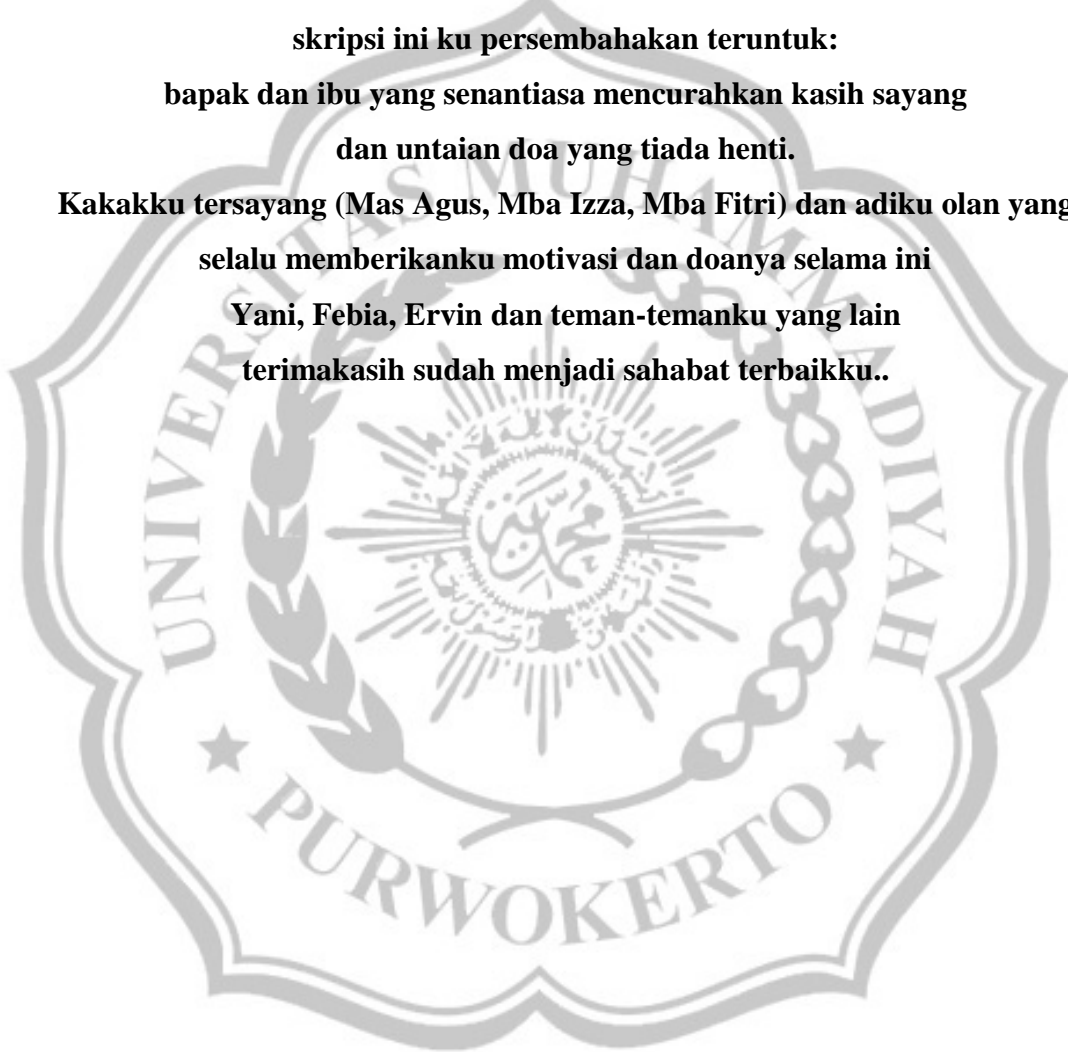 skripsi ini ku persembahakan teruntuk:
bapak dan ibu yang senantiasa mencurahkan kasih sayang
dan untaian doa yang tiada henti.
Kakakku tersayang (Mas Agus, Mba Izza, Mba Fitri) dan adiku olan yang
selalu memberikanku motivasi dan doanya selama ini
Yani, Febia, Ervin dan teman-temanku yang lain
terimakasih sudah menjadi sahabat terbaikku..
UNIVERSITAS MUHAMMADIYAH
PURWOKERTO